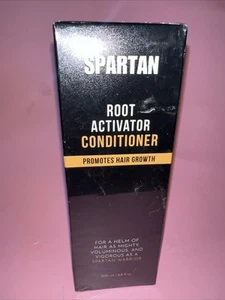 SPARTAN
ROOT
ACTIVATOR
CONDITIONER
PROMOTES HAIR GROWTH
FOR A HELM OF
HAIR AS MIGHTY,
VOLUMINOUS, AND
VIGOROUS AS A
SPARTAN WARRIOR